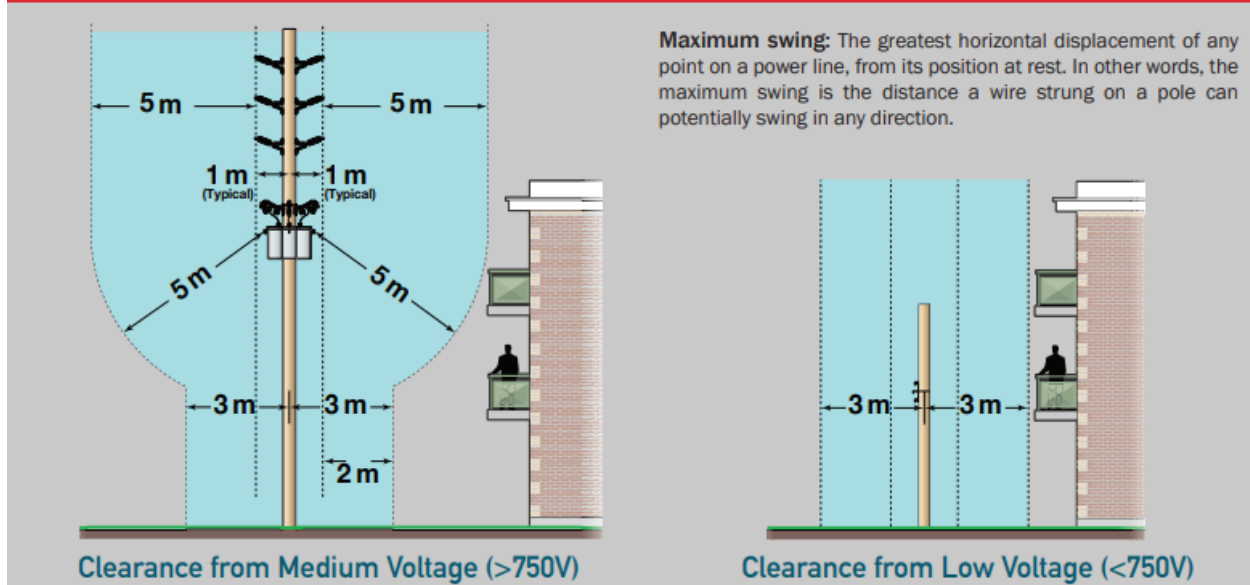 Maximum swing: The greatest horizontal displacement of any
point on a power line, from its position at rest. In other words, the
maximum swing is the distance a wire strung on a pole can
potentially swing in any direction.
5 m
5 m
1 m
(Typical)
1 m
(Typical)
5 m
5 m
3 m
3 m
2 m
Clearance from Medium Voltage (>750V)
3 m
3 m
Clearance from Low Voltage (<750V)